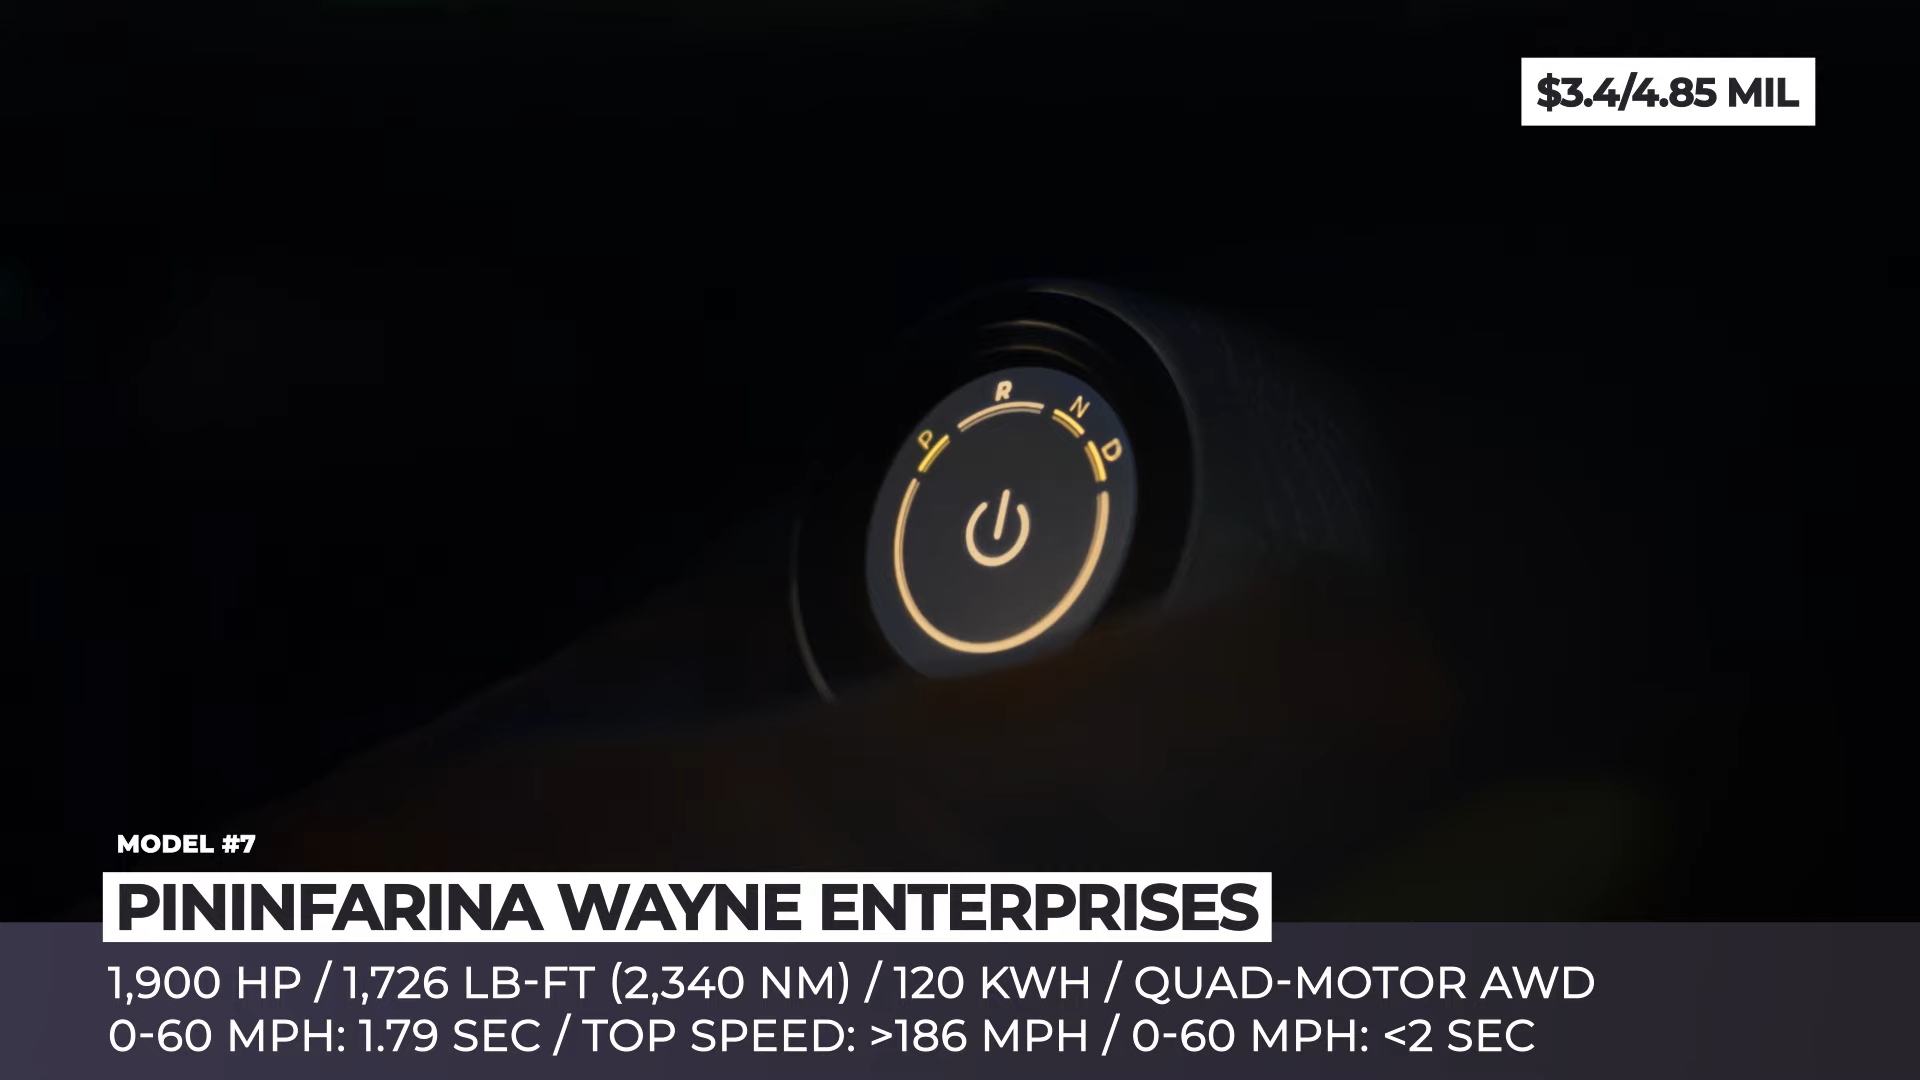 $3.4/4.85 MIL
P R N D
MODEL #7
PININFARINA WAYNE ENTERPRISES
1,900 HP / 1,726 LB-FT (2,340 NM) / 120 KWH / QUAD-MOTOR AWD
0-60 MPH: 1.79 SEC / TOP SPEED: >186 MPH / 0-60 MPH: <2 SEC